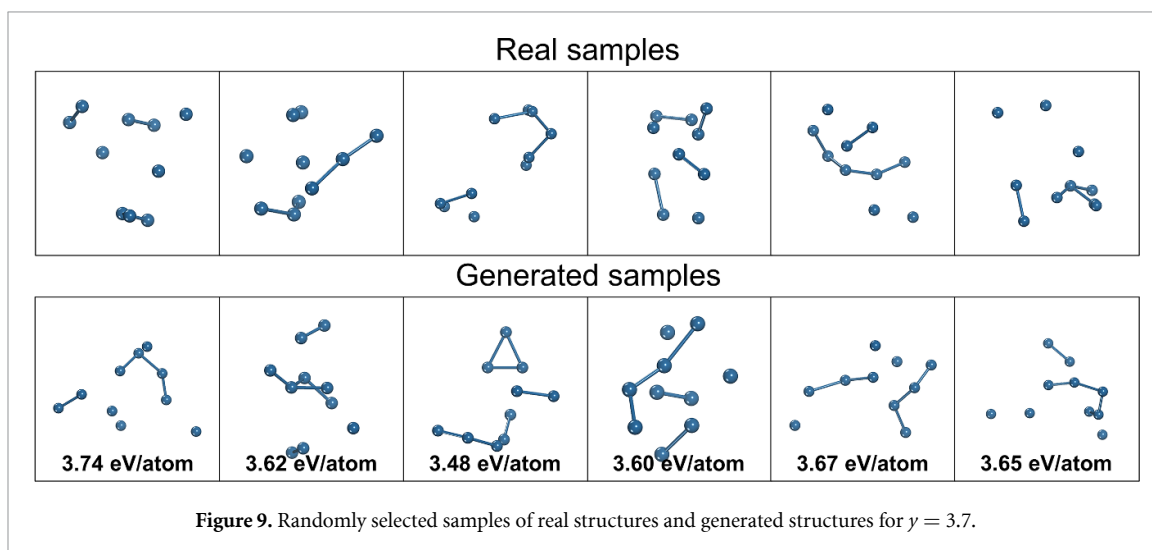 Real samples
Generated samples
3.74 eV/atom 3.62 eV/atom 3.48 eV/atom 3.60 eV/atom 3.67 eV/atom 3.65 eV/atom
Figure 9. Randomly selected samples of real structures and generated structures for y = 3.7.